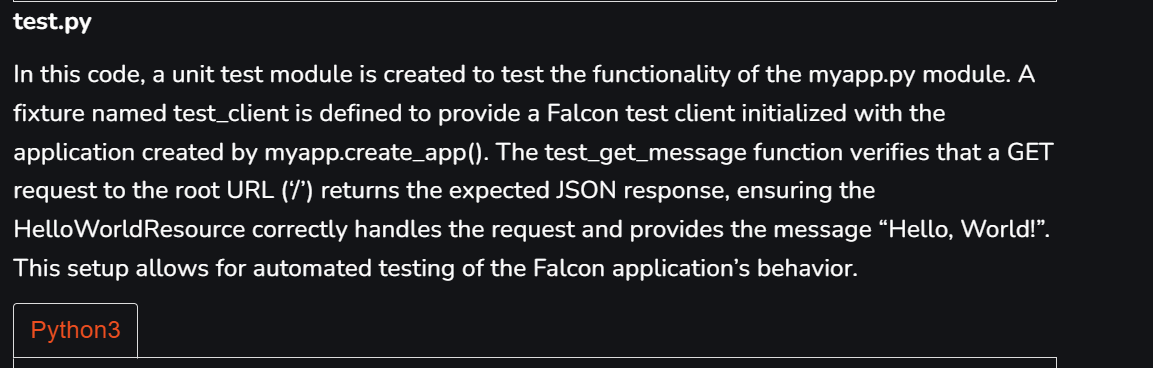 test.py
In this code, a unit test module is created to test the functionality of the myapp.py module. A
fixture named test_client is defined to provide a Falcon test client initialized with the
application created by myapp.create_app(). The test_get_message function verifies that a GET
request to the root URL (‘/’) returns the expected JSON response, ensuring the
HelloWorldResource correctly handles the request and provides the message “Hello, World!”.
This setup allows for automated testing of the Falcon application’s behavior.
Python3